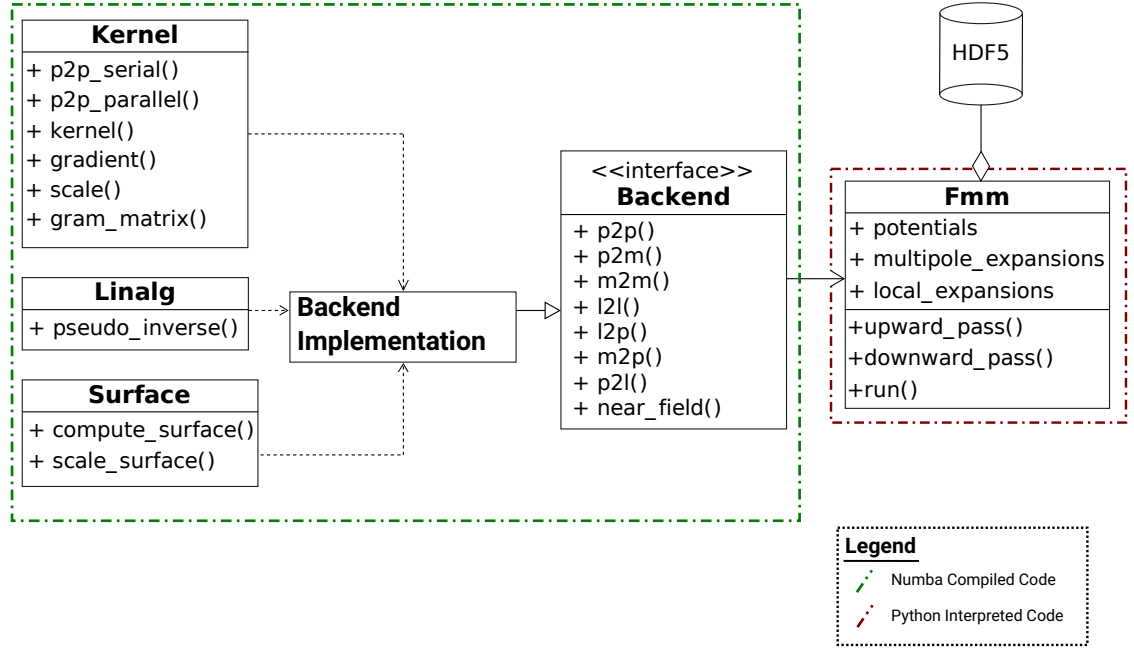 Kernel
+ p2p_serial()
+ p2p_parallel()
+ kernel()
+ gradient()
+ scale()
+ gram_matrix()
Linalg
+ pseudo_inverse()
Surface
+ compute_surface()
+ scale_surface()
Backend
Implementation
<<interface>>
Backend
+ p2p()
+ p2m()
+ m2m()
+ l2l()
+ l2p()
+ m2p()
+ p2l()
+ near_field()
HDF5
Fmm
+ potentials
+ multipole_expansions
+ local_expansions
+upward_pass()
+downward_pass()
+run()
Legend
Numba Compiled Code
Python Interpreted Code